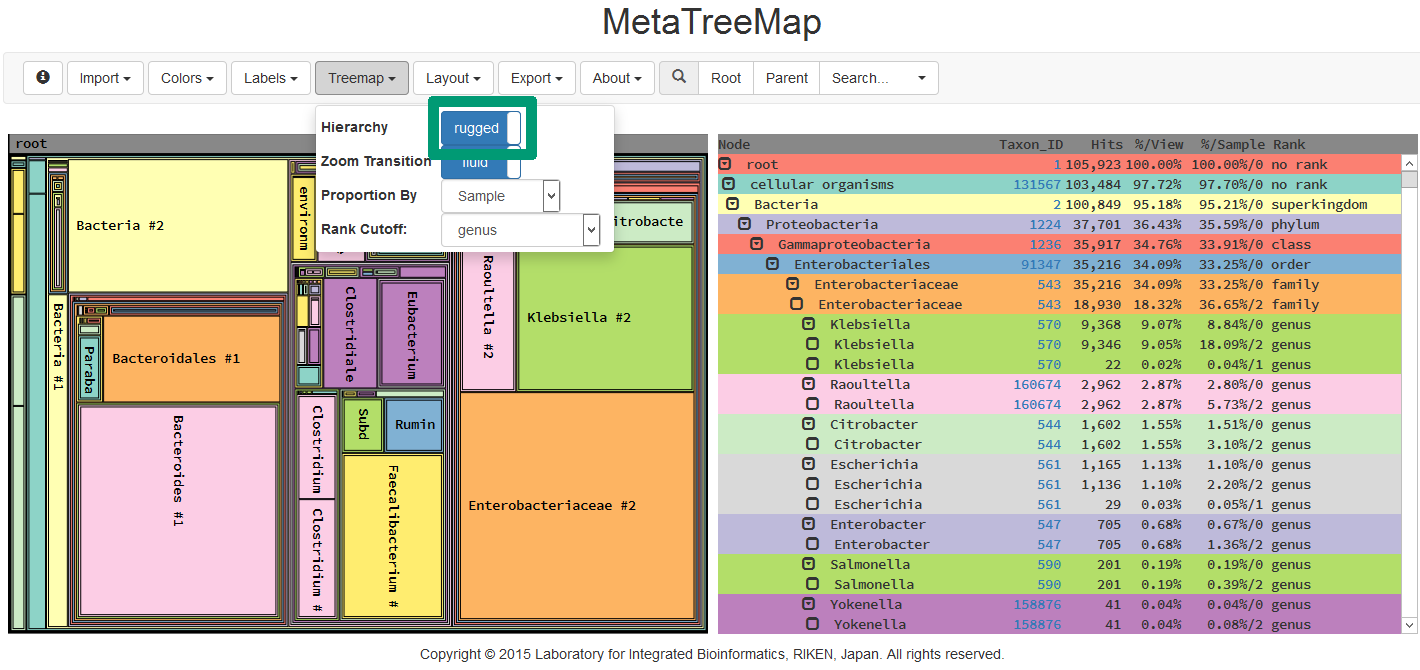 MetaTreeMap
Import Colors Labels Treemap Layout Export About Root Parent Search...
Hierarchy rugged
Zoom Transition fluid
Proportion By Sample
Rank Cutoff: genus
root
Bacteria #2
environm
itrobacte
Bacteria #1
Bacteroidales #1
Paraba
Bacteroides #1
Clostridiale
Eubacterium
Raoultella #2
Klebsiella #2
Clostridium
Subd
Rumin
Clostridium #
Faecalibacterium #
Enterobacteriaceae #2
Node Taxon_ID Hits %/View %/Sample Rank
root 1 105,923 100.00% 100.00%/0 no rank
cellular organisms 131567 103,484 97.72% 97.70%/0 no rank
Bacteria 2 100,849 95.18% 95.21%/0 superkingdom
Proteobacteria 1224 37,701 36.43% 35.59%/0 phylum
Gammaproteobacteria 1236 35,917 34.76% 33.91%/0 class
Enterobacteriales 91347 35,216 34.09% 33.25%/0 order
Enterobacteriaceae 543 35,216 34.09% 33.25%/0 family
Enterobacteriaceae 543 18,930 18.32% 36.65%/2 family
Klebsiella 570 9,368 9.07% 8.84%/0 genus
Klebsiella 570 9,346 9.05% 18.09%/2 genus
Klebsiella 570 22 0.02% 0.04%/1 genus
Raoultella 160674 2,962 2.87% 2.80%/0 genus
Raoultella 160674 2,962 2.87% 5.73%/2 genus
Citrobacter 544 1,602 1.55% 1.51%/0 genus
Citrobacter 544 1,602 1.55% 3.10%/2 genus
Escherichia 561 1,165 1.13% 1.10%/0 genus
Escherichia 561 1,136 1.10% 2.20%/2 genus
Escherichia 561 29 0.03% 0.05%/1 genus
Enterobacter 547 705 0.68% 0.67%/0 genus
Enterobacter 547 705 0.68% 1.36%/2 genus
Salmonella 590 201 0.19% 0.19%/0 genus
Salmonella 590 201 0.19% 0.39%/2 genus
Yokenella 158876 41 0.04% 0.04%/0 genus
Yokenella 158876 41 0.04% 0.08%/2 genus
Copyright © 2015 Laboratory for Integrated Bioinformatics, RIKEN, Japan. All rights reserved.